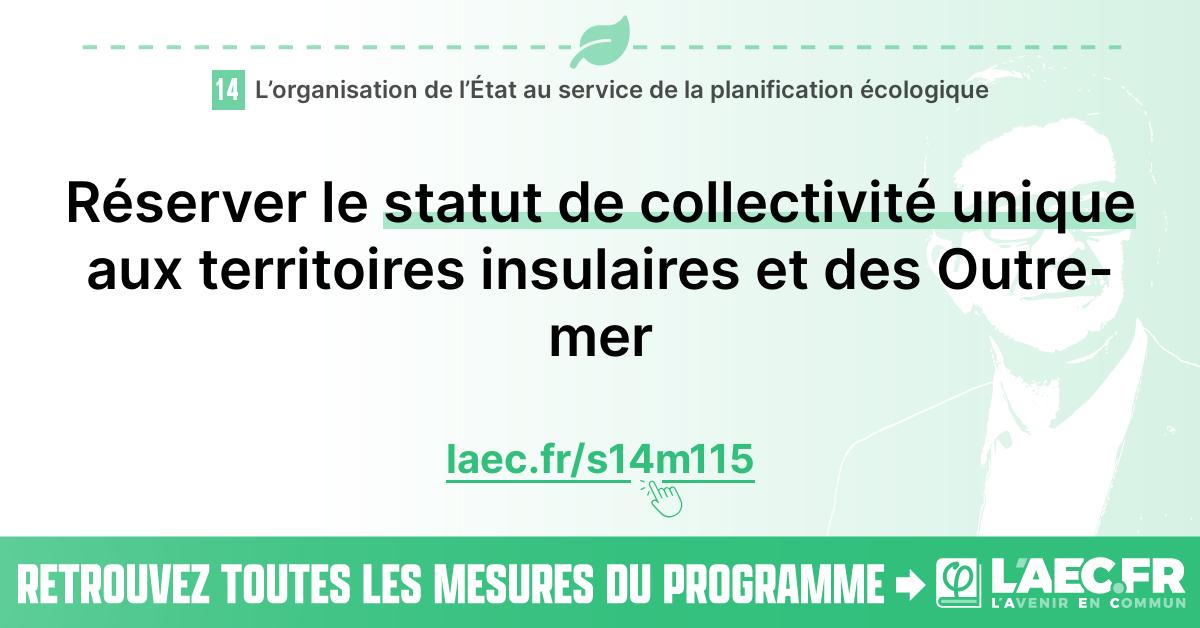 14 L’organisation de l’État au service de la planification écologique
Réserver le statut de collectivité unique
aux territoires insulaires et des Outre-
mer
laec.fr/s14m115
RETROUVEZ TOUTES LES MESURES DU PROGRAMME
L'AEC.FR
L'AVENIR EN COMMUN